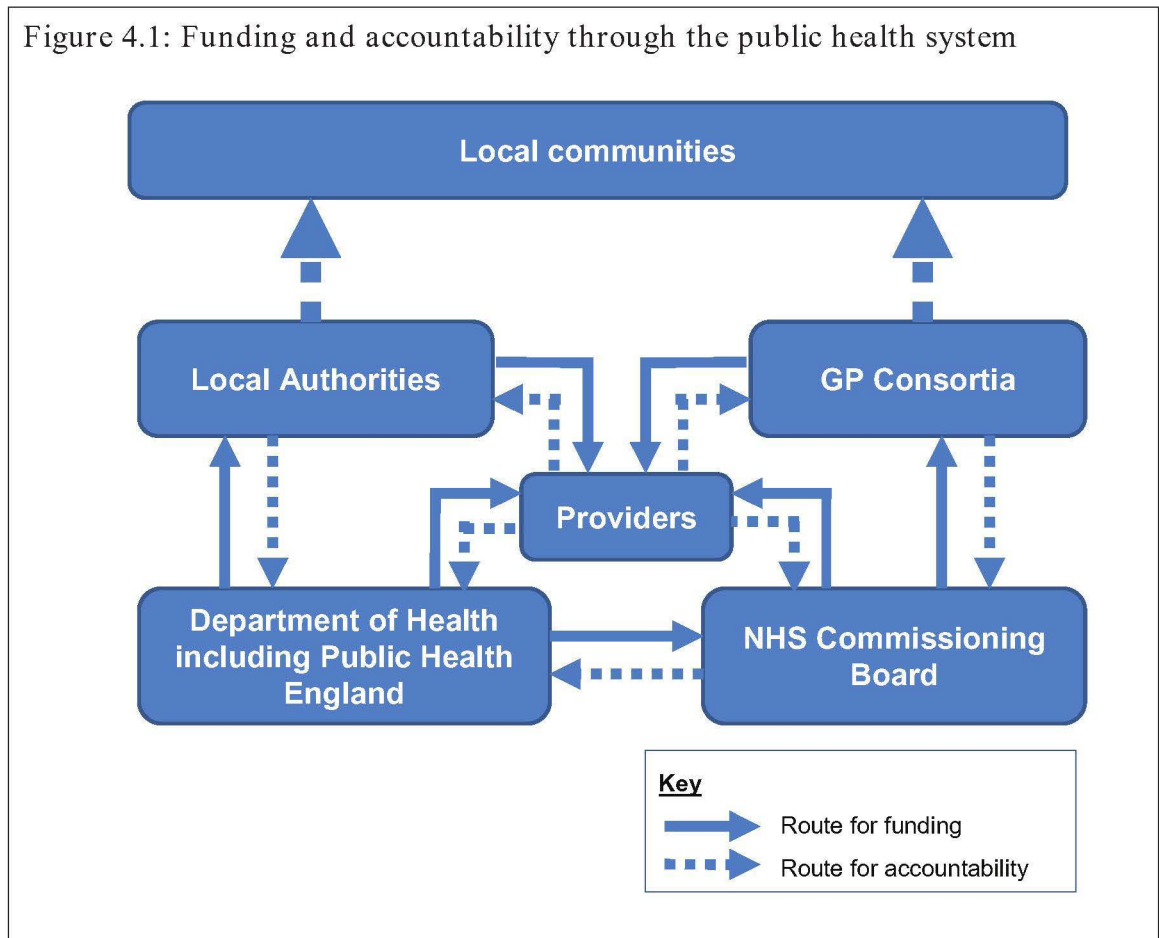 Figure 4.1: Funding and accountability through the public health system
Local communities
Local Authorities
GP Consortia
Providers
Department of Health
including Public Health
England
NHS Commissioning
Board
Key
Route for funding
Route for accountability